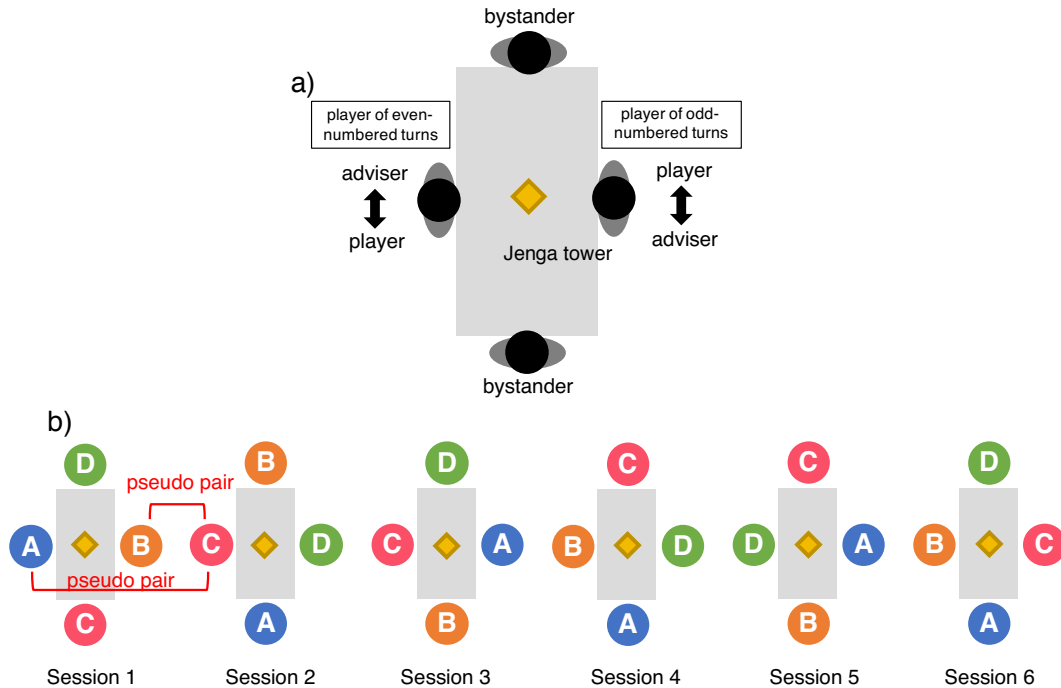 bystander
a)
player of even-
numbered turns
player of odd-
numbered turns
adviser
player
player
adviser
Jenga tower
bystander
b)
D
pseudo pair
A
B
pseudo pair
C
Session 1
B
C
D
A
Session 2
D
C
A
B
Session 3
C
B
D
A
Session 4
C
D
A
B
Session 5
D
B
C
A
Session 6